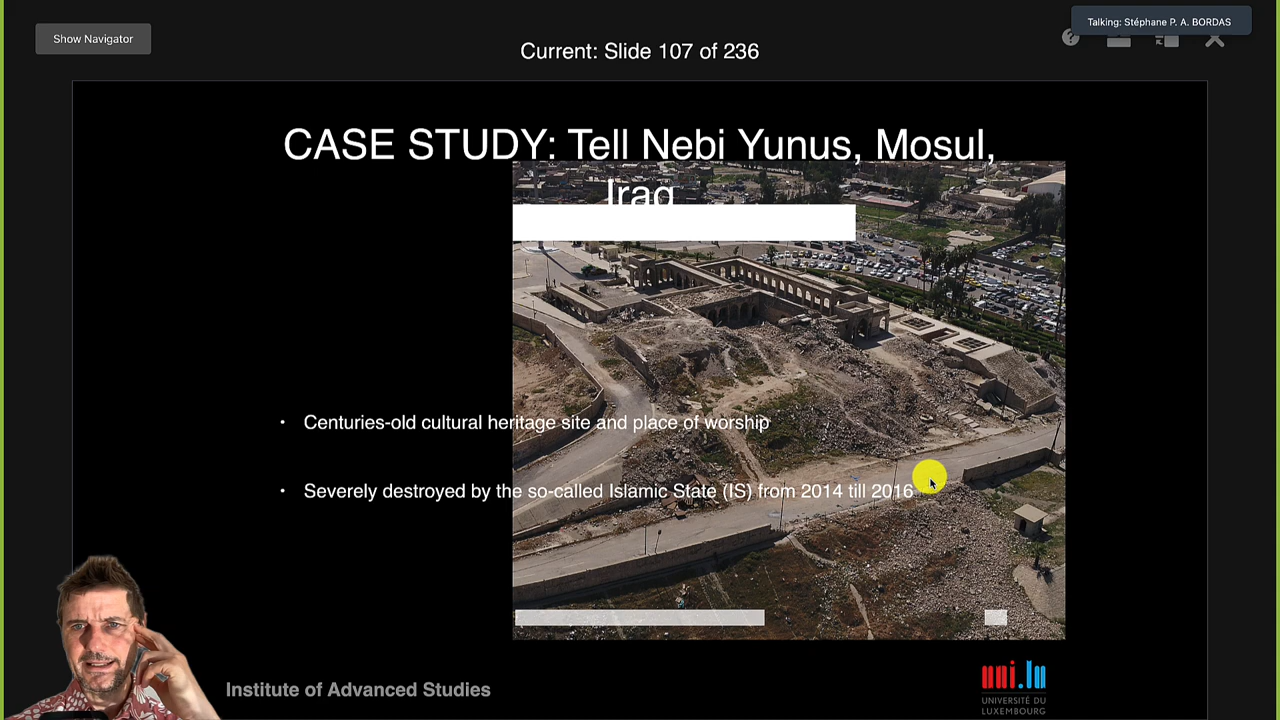 Talking: Stéphane P. A. BORDAS
Show Navigator
Current: Slide 107 of 236
CASE STUDY: Tell Nebi Yunus, Mosul,
Iraq
• Centuries-old cultural heritage site and place of worship
• Severely destroyed by the so-called Islamic State (IS) from 2014 till 2016
Institute of Advanced Studies
uni.lu
UNIVERSITÉ DU
LUXEMBOURG